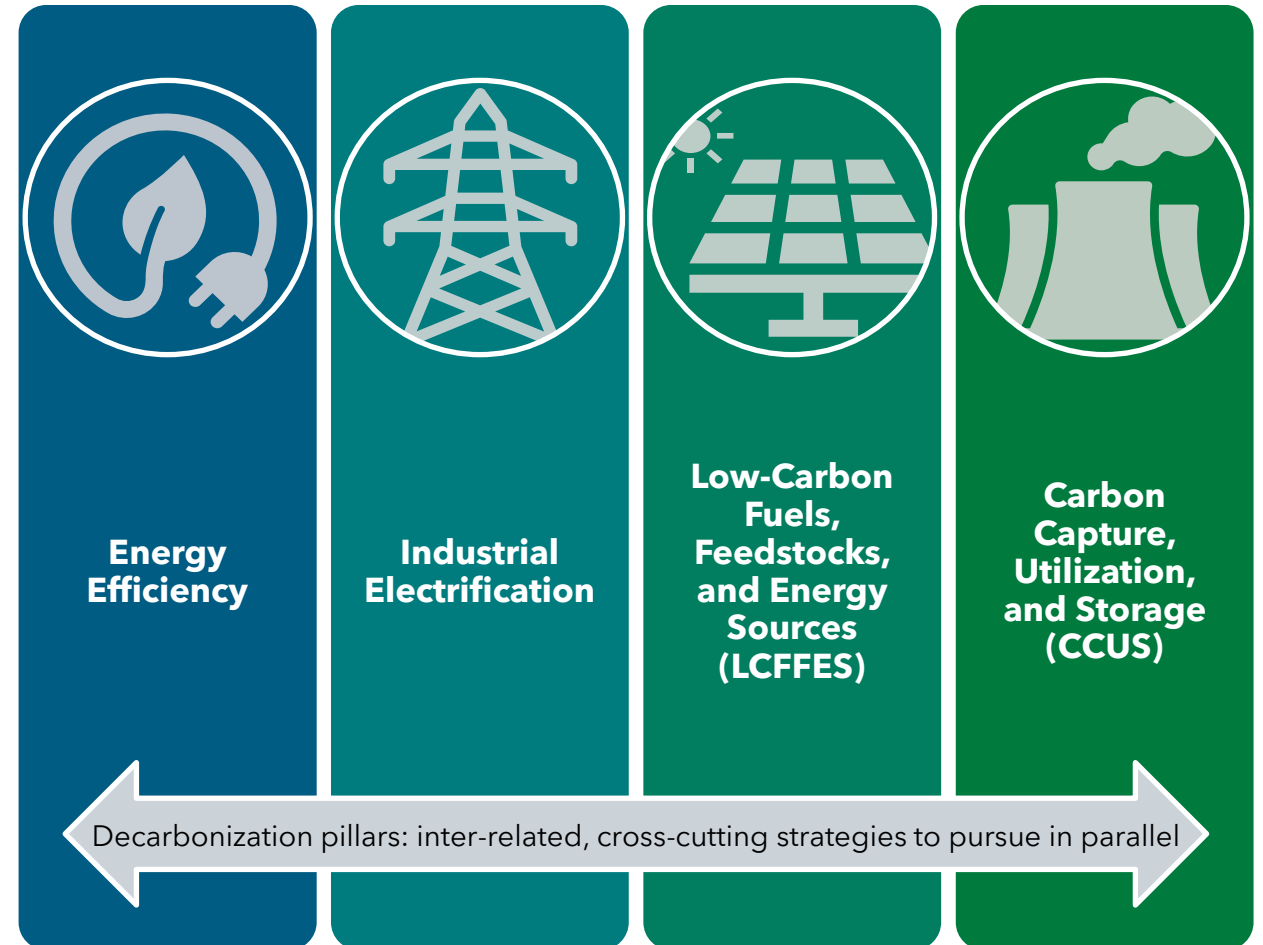 Energy
Efficiency
Industrial
Electrification
Low-Carbon
Fuels,
Feedstocks,
and Energy
Sources
(LCFFES)
Carbon
Capture,
Utilization,
and Storage
(CCUS)
Decarbonization pillars: inter-related, cross-cutting strategies to pursue in parallel